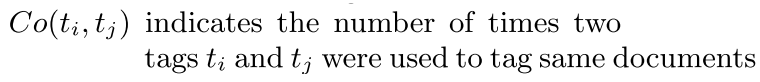 Co(t_i, t_j) indicates the number of times two
tags t_i and t_j were used to tag same documents